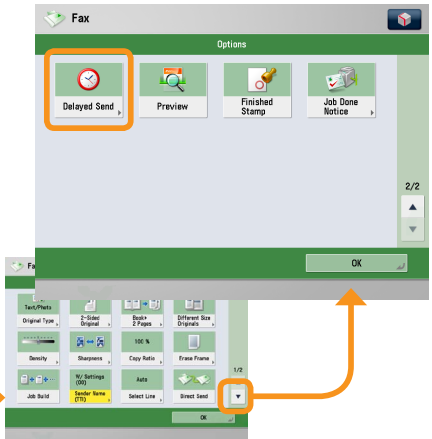 Fax
Options
Delayed Send
Preview
Finished
Stamp
Job Done
Notice
2/2
OK
Fa
Text/Photo
Original Type
2-Sided
Original
Book→
2 Pages
Different Size
Originals
Density
Sharpness
100 %
Copy Ratio
Erase Frame
1/2
Job Build
W/ Settings
(00)
Sender Name
(TTI)
Auto
Select Line
Direct Send
OK